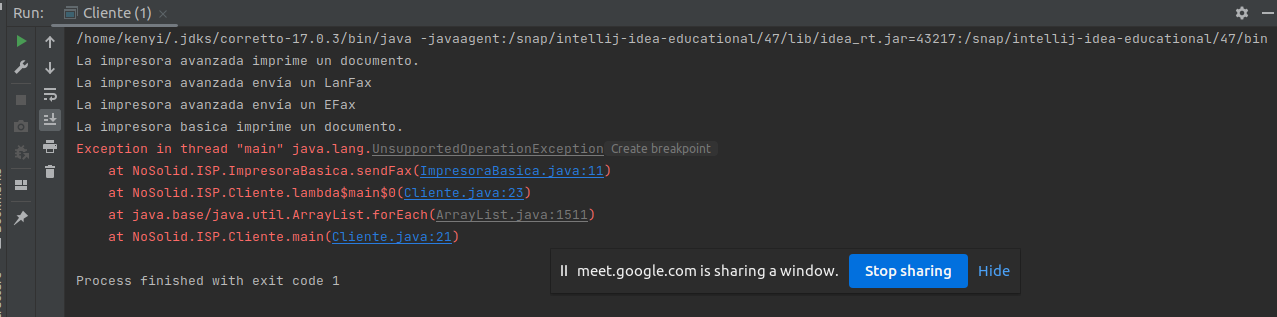 Run: Cliente (1)
/home/kenyi/.jdks/corretto-17.0.3/bin/java -javaagent:/snap/intellij-idea-educational/47/lib/idea_rt.jar=43217:/snap/intellij-idea-educational/47/bin
La impresora avanzada imprime un documento.
La impresora avanzada envía un LanFax
La impresora avanzada envía un EFax
La impresora basica imprime un documento.
Exception in thread "main" java.lang.UnsupportedOperationException Create breakpoint
at NoSolid.ISP.ImpresoraBasica.sendFax(ImpresoraBasica.java:11)
at NoSolid.ISP.Cliente.lambda$main$0(Cliente.java:23)
at java.base/java.util.ArrayList.forEach(ArrayList.java:1511)
at NoSolid.ISP.Cliente.main(Cliente.java:21)
meet.google.com is sharing a window. Stop sharing Hide
Process finished with exit code 1